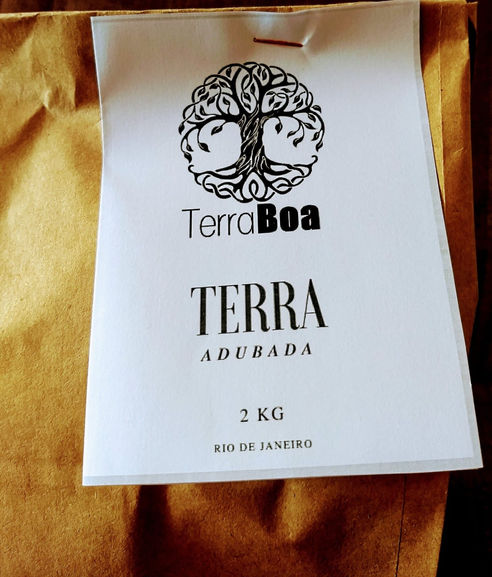 TerraBoa
TERRA
ADUBADA
2 KG
RIO DE JANEIRO